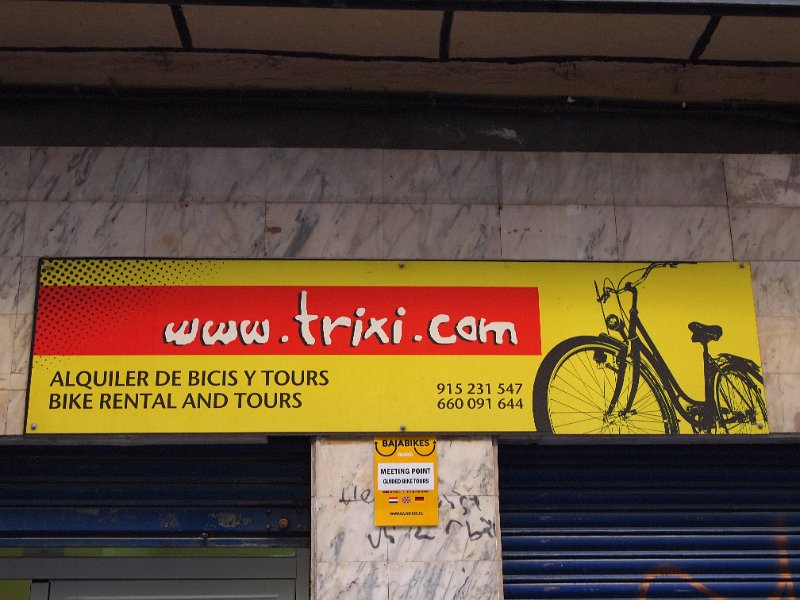 www.trixi.com
ALQUILER DE BICIS Y TOURS
BIKE RENTAL AND TOURS
915 231 547
660 091 644
BAJABIKES
MEETING POINT
GUIDED BIKE TOURS